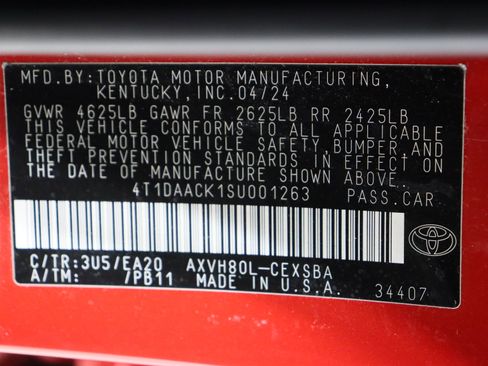 MFD.BY:TOYOTA MOTOR MANUFACTURING,
KENTUCKY,INC.04/24
GVWR 4625LB GAWR FR 2625LB RR 2425LB
THIS VEHICLE CONFORMS TO ALL APPLICABLE
FEDERAL MOTOR VEHICLE SAFETY,BUMPER,AND
THEFT PREVENTION STANDARDS IN EFFECT ON
THE DATE OF MANUFACTURE SHOWN ABOVE.
4T1DAACK1SU001263 PASS.CAR
C/TR:3U5/EA20 AXVH80L-CEXSBA
A/TM: 7PB11 MADE IN U.S.A. 34407